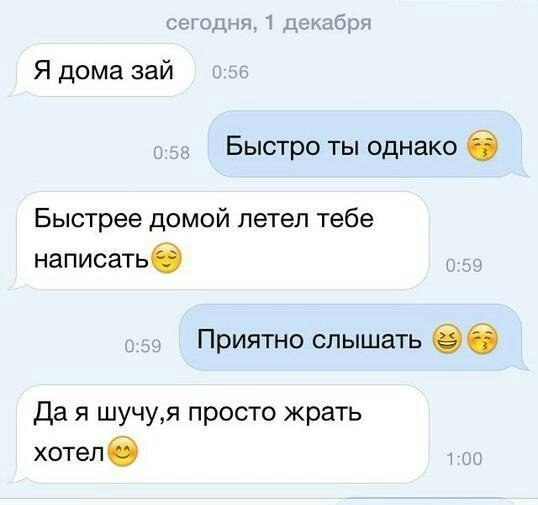 сегодня, 1 декабря
Я дома зай 0:56
0:58 Быстро ты однако 😚
Быстрее домой летел тебе
написать😌 0:59
0:59 Приятно слышать 😆😚
Да я шучу,я просто жрать
хотел😊 1:00